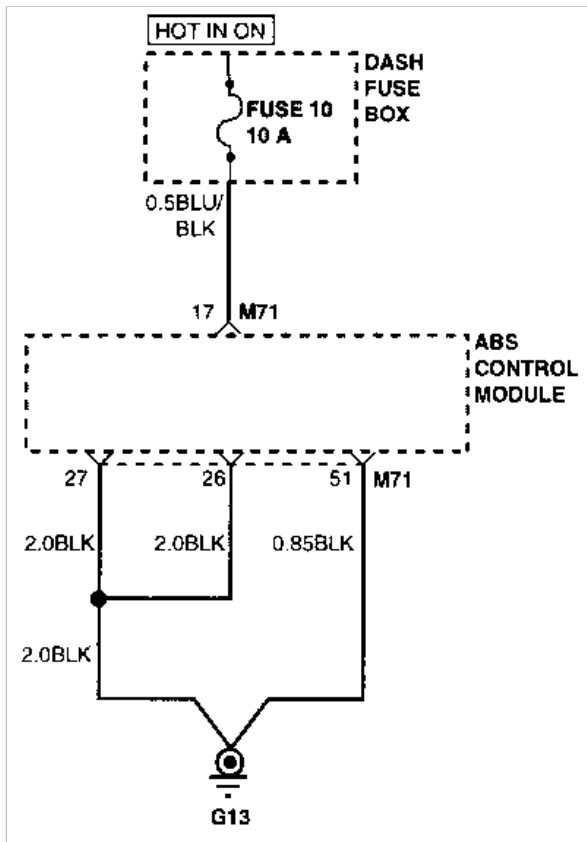 HOT IN ON
DASH
FUSE
BOX
FUSE 10
10 A
0.5BLU/
BLK
17 M71
ABS
CONTROL
MODULE
27 26 51 M71
2.0BLK 2.0BLK 0.85BLK
2.0BLK
G13